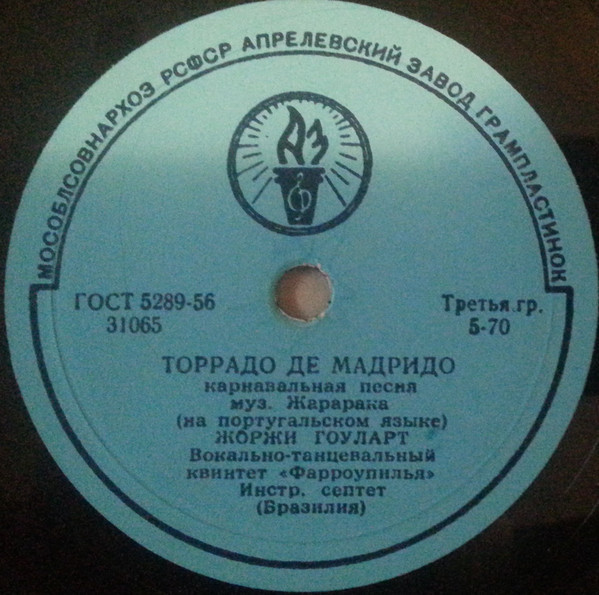 МОСОБЛСОВНАРХОЗ РСФСР АПРЕЛЕВСКИЙ ЗАВОД ГРАМПЛАСТИНОК
АЗ
ГР
ГОСТ 5289-56
31065
Третья гр.
5-70
ТОРРАДО ДЕ МАДРИДО
карнавальная песня
муз. Жарарака
(на португальском языке)
ЖОРЖИ ГОУЛАРТ
Вокально-танцевальный
квинтет «Фарроупилья»
Инстр. септет
(Бразилия)